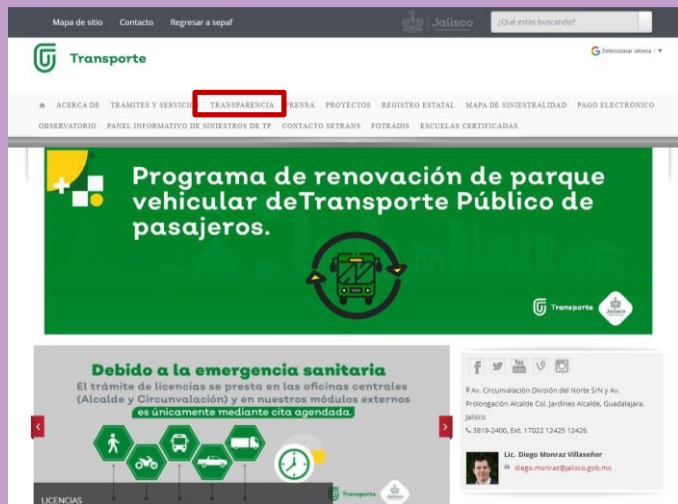 Mapa de sitio Contacto Regresar a sepaf Jalisco ¿Qué estás buscando?
Transporte
Seleccionar idioma | ▼
ACERCA DE TRÁMITES Y SERVICIOS TRANSPARENCIA PRENSA PROYECTOS REGISTRO ESTATAL MAPA DE SINIESTRALIDAD PAGO ELECTRÓNICO
OBSERVATORIO PANEL INFORMATIVO DE SINIESTROS DE TP CONTACTO SETRANS FOTRADIS ESCUELAS CERTIFICADAS
Programa de renovación de parque
vehicular deTransporte Público de
pasajeros.
Transporte Jalisco
Debido a la emergencia sanitaria
El trámite de licencias se presta en las oficinas centrales
(Alcalde y Circunvalación) y en nuestros módulos externos
es únicamente mediante cita agendada.
LICENCIAS
Transporte
You Tube
Av. Circunvalación División del Norte S/N y Av.
Prolongación Alcalde Col. Jardines Alcalde, Guadalajara,
Jalisco
3819-2400, Ext. 17022 12425 12426
Lic. Diego Monraz Villaseñor
diego.monraz@jalisco.gob.mx